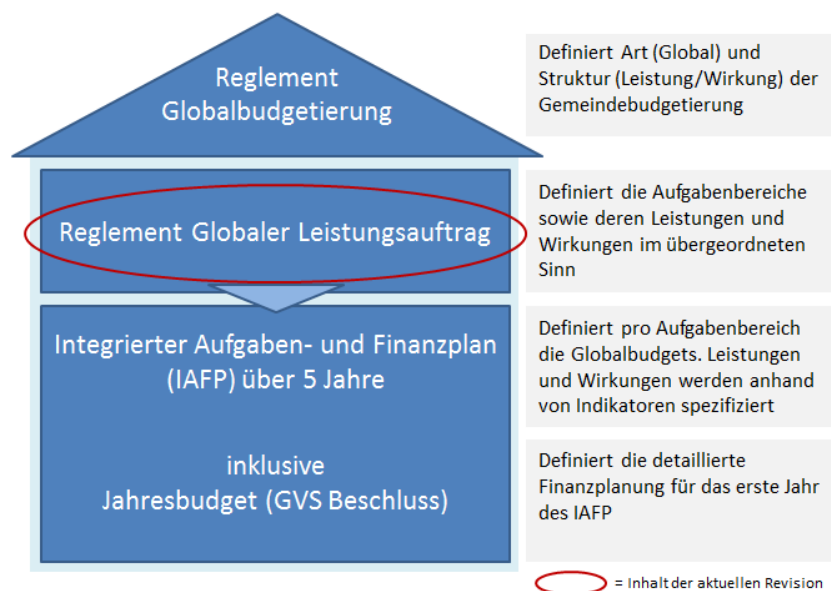 Reglement
Globalbudgetierung
Definiert Art (Global) und
Struktur (Leistung/Wirkung) der
Gemeindebudgetierung
Reglement Globaler Leistungsauftrag
Definiert die Aufgabenbereiche
sowie deren Leistungen und
Wirkungen im übergeordneten
Sinn
Integrierter Aufgaben- und Finanzplan
(IAFP) über 5 Jahre
Definiert pro Aufgabenbereich
die Globalbudgets. Leistungen
und Wirkungen werden anhand
von Indikatoren spezifiziert
inklusive
Jahresbudget (GVS Beschluss)
Definiert die detaillierte
Finanzplanung für das erste Jahr
des IAFP
= Inhalt der aktuellen Revision